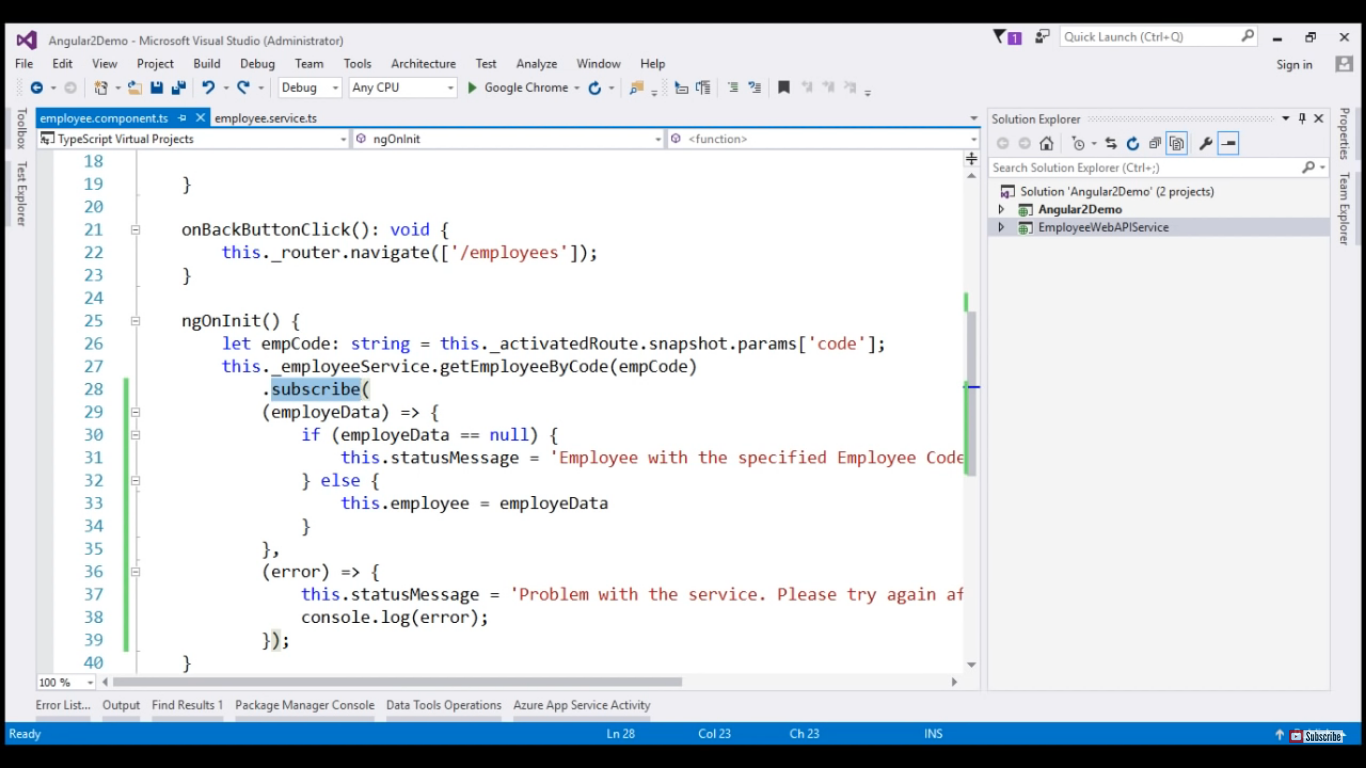 Angular2Demo - Microsoft Visual Studio (Administrator)
1
Quick Launch (Ctrl+Q)
File Edit View Project Build Debug Team Tools Architecture Test Analyze Window Help
Sign in
Debug Any CPU Google Chrome
Toolbox
Test Explorer
employee.component.ts employee.service.ts
TypeScript Virtual Projects ngOnInit <function>
18
19 }
20
21 onBackButtonClick(): void {
22 this._router.navigate(['/employees']);
23 }
24
25 ngOnInit() {
26 let empCode: string = this._activatedRoute.snapshot.params['code'];
27 this._employeeService.getEmployeeByCode(empCode)
28 .subscribe(
29 (employeData) => {
30 if (employeData == null) {
31 this.statusMessage = 'Employee with the specified Employee Code
32 } else {
33 this.employee = employeData
34 }
35 },
36 (error) => {
37 this.statusMessage = 'Problem with the service. Please try again af
38 console.log(error);
39 });
40 }
100 %
Solution Explorer
Search Solution Explorer (Ctrl+;)
Solution 'Angular2Demo' (2 projects)
Angular2Demo
EmployeeWebAPIService
Properties
Team Explorer
Error List... Output Find Results 1 Package Manager Console Data Tools Operations Azure App Service Activity
Ready Ln 28 Col 23 Ch 23 INS
Subscribe